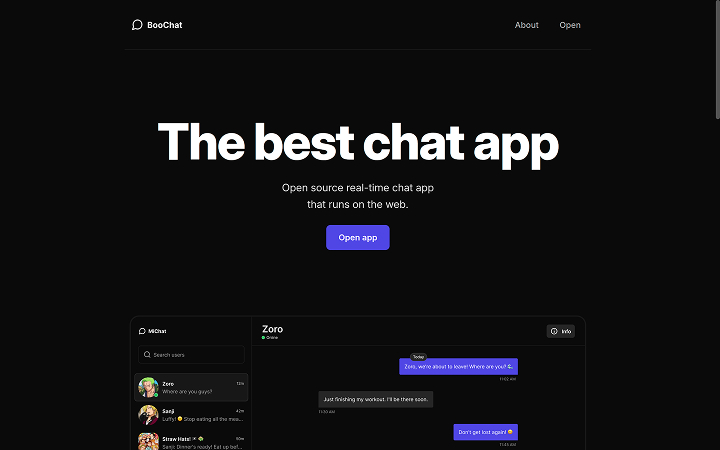 BooChat
About
Open
The best chat app
Open source real-time chat app
that runs on the web.
Open app
MiChat
Search users
Zoro
12m
Where are you guys?
Sanji
42m
Luffy! 😡 Stop eating all the mea...
Straw Hats!
50m
Sanji: Dinner's ready! Eat up bef...
Zoro
Online
Info
Today
Zoro, we're about to leave! Where are you?
11:02 AM
Just finishing my workout. I'll be there soon.
11:20 AM
Don't get lost again!
11:45 AM